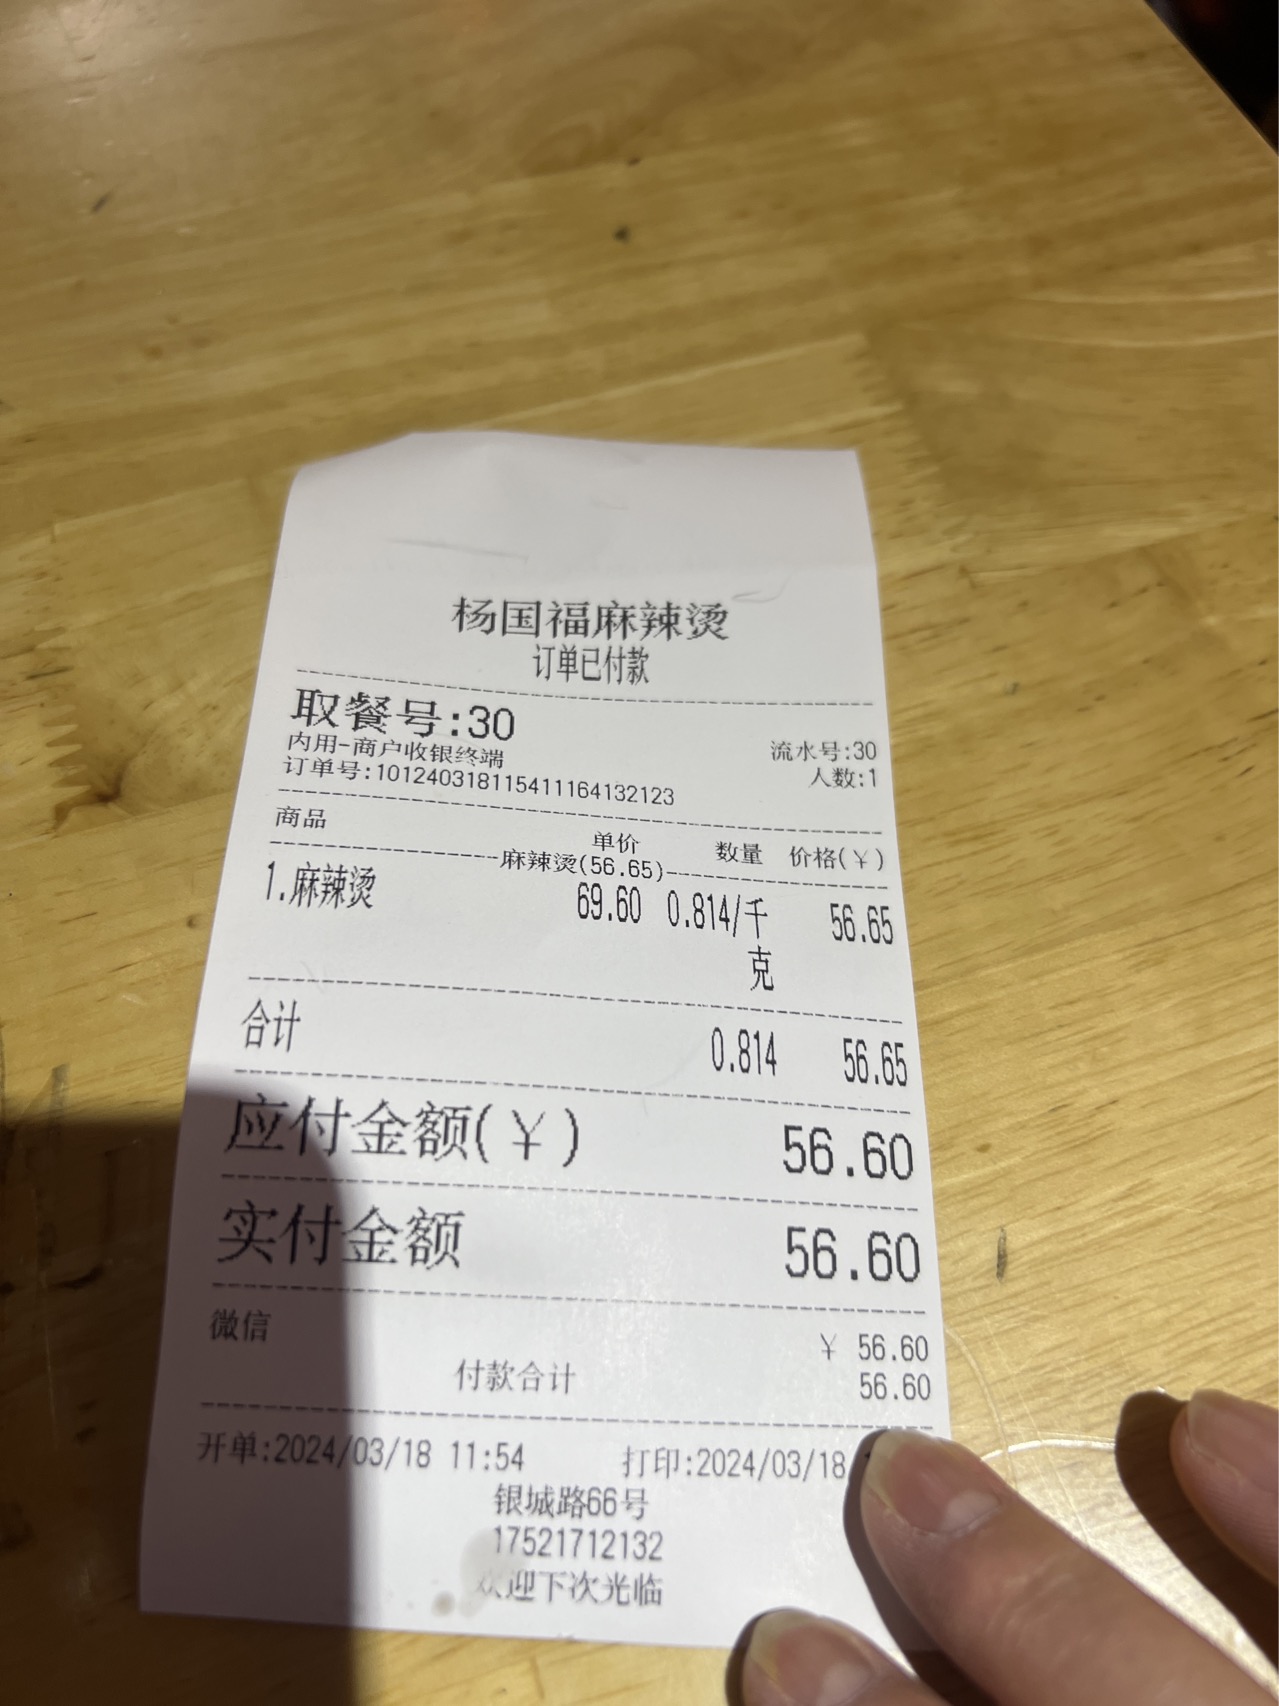 杨国福麻辣烫
订单已付款
取餐号:30
内用-商户收银终端 流水号:30
订单号:101240318115411164132123 人数:1
商品 单价 数量 价格(¥)
麻辣烫(56.65)
1.麻辣烫 69.60 0.814/千克 56.65
合计 0.814 56.65
应付金额(¥) 56.60
实付金额 56.60
微信 ¥ 56.60
付款合计 56.60
开单:2024/03/18 11:54 打印:2024/03/18
银城路66号
17521712132
欢迎下次光临